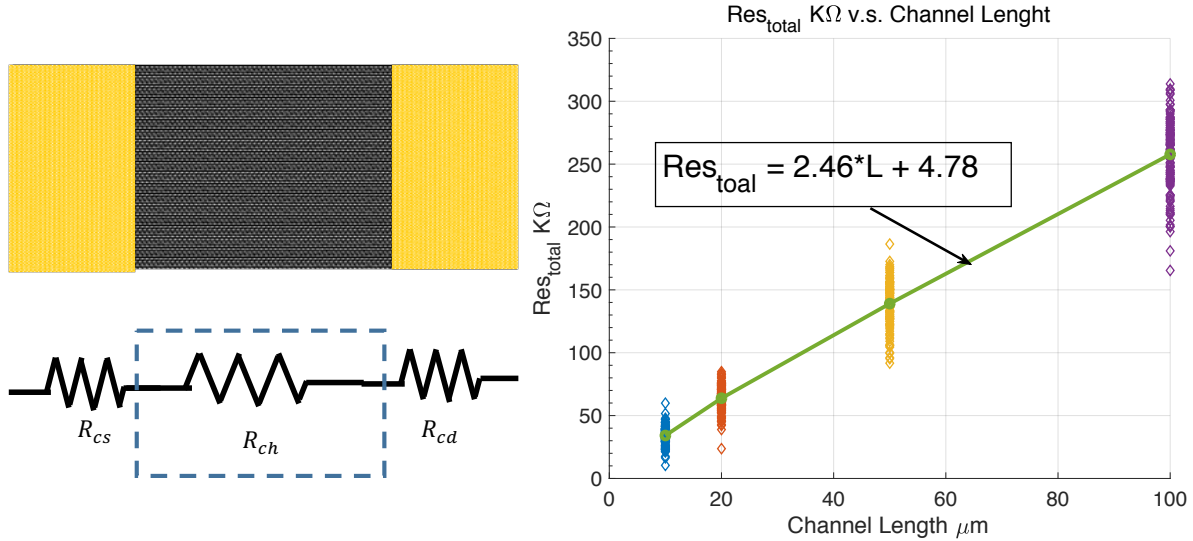 Res_total KΩ v.s. Channel Lenght
350
300
250
200
150
100
50
0
Res_total KΩ
Res_toal = 2.46*L + 4.78
0 20 40 60 80 100
Channel Length μm
R_cs R_ch R_cd